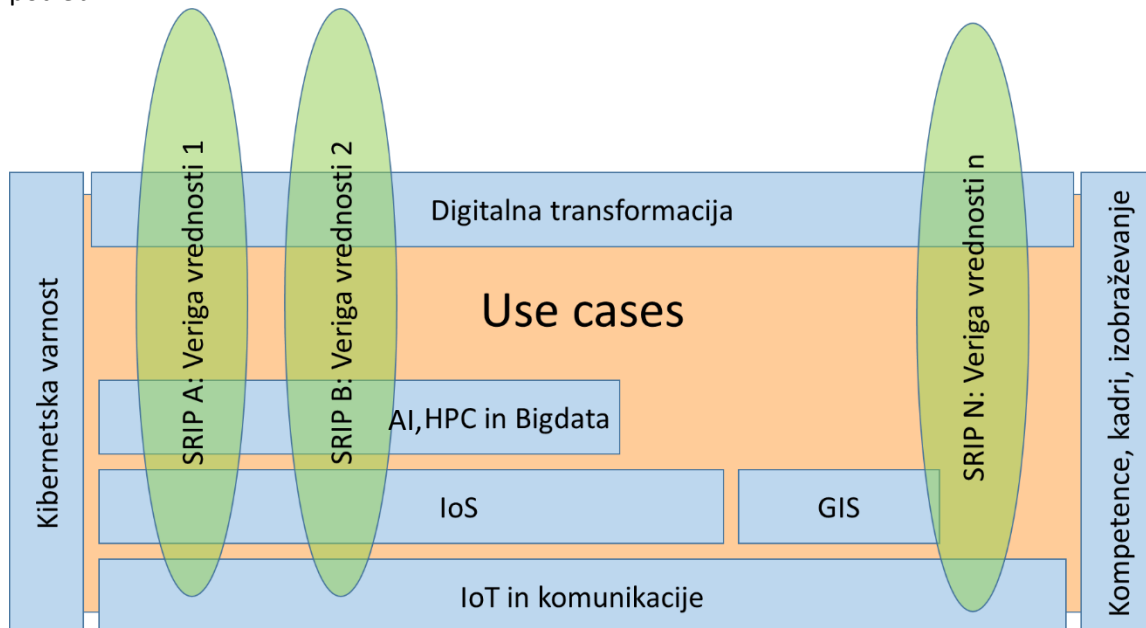 Kibernetska varnost
SRIP A: Veriga vrednosti 1
SRIP B: Veriga vrednosti 2
SRIP N: Veriga vrednosti n
Kompetence, kadri, izobraževanje
Digitalna transformacija
Use cases
AI, HPC in Bigdata
IoS
GIS
IoT in komunikacije